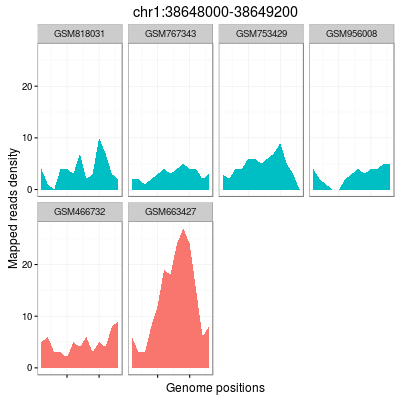 chr1:38648000-38649200
GSM818031 GSM767343 GSM753429 GSM956008
20
10
0
GSM466732 GSM663427
20
10
0
Mapped reads density
Genome positions